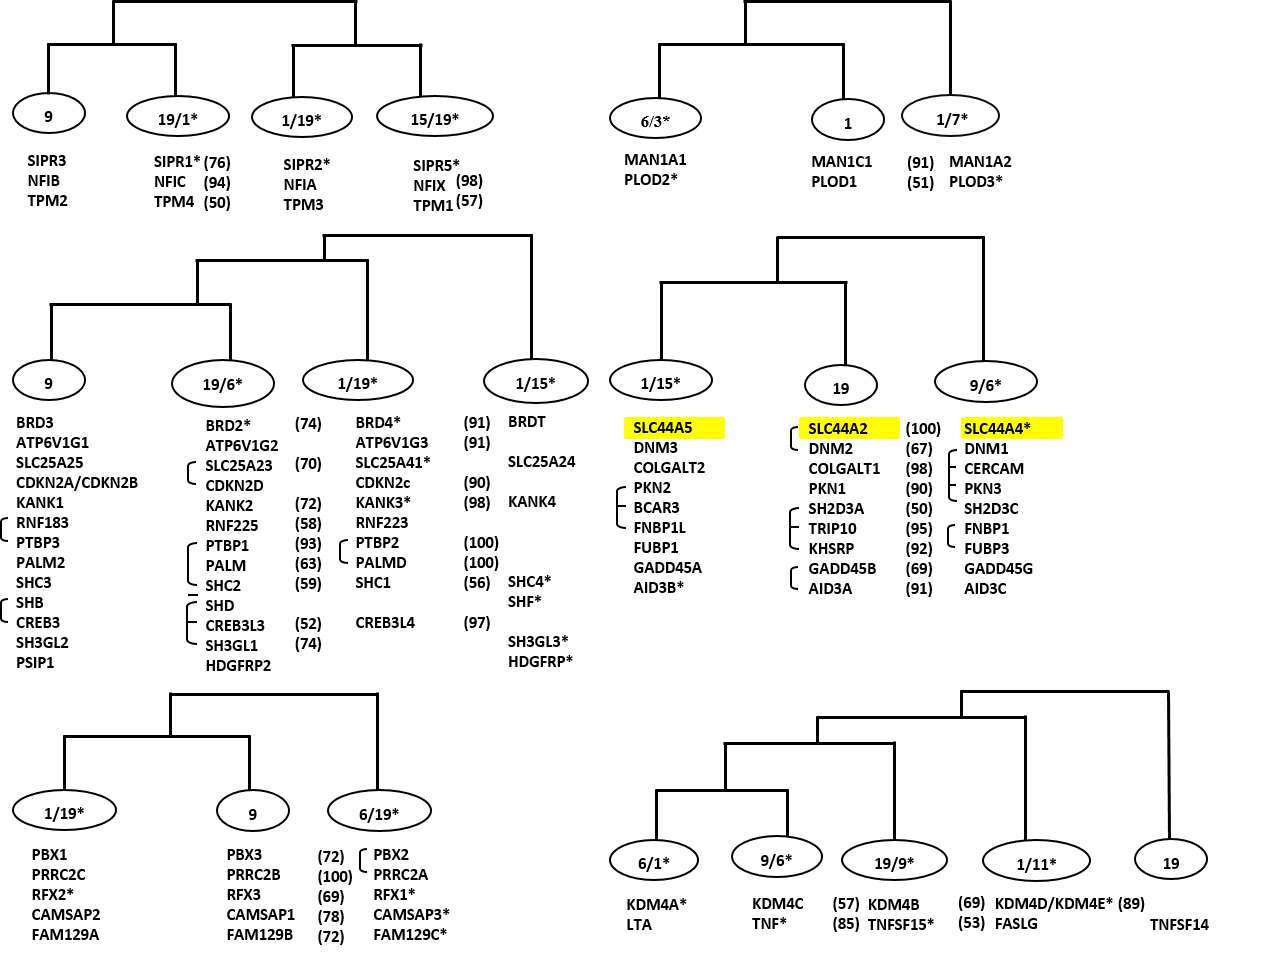 9 19/1* 1/19* 15/19*
SIPR3 SIPR1* (76) SIPR2* SIPR5*
NFIB NFIC (94) NFIA NFIX (98)
TPM2 TPM4 (50) TPM3 TPM1 (57)
6/3* 1 1/7*
MAN1A1 MAN1C1 (91) MAN1A2
PLOD2* PLOD1 (51) PLOD3*
9 19/6* 1/19* 1/15*
BRD3 BRD2* (74) BRD4* (91) BRDT
ATP6V1G1 ATP6V1G2 ATP6V1G3 (91)
SLC25A25 SLC25A23 (70) SLC25A41* SLC25A24
CDKN2A/CDKN2B CDKN2D CDKN2c (90)
KANK1 KANK2 (72) KANK3* (98) KANK4
RNF183 RNF225 (58) RNF223
PTBP3 PTBP1 (93) PTBP2 (100)
PALM2 PALM (63) PALMD (100)
SHC3 SHC2 (59) SHC1 (56) SHC4*
SHB SHD SHF*
CREB3 CREB3L3 (52) CREB3L4 (97)
SH3GL2 SH3GL1 (74) SH3GL3*
PSIP1 HDGFRP2 HDGFRP*
1/15* 19 9/6*
SLC44A5 SLC44A2 (100) SLC44A4*
DNM3 DNM2 (67) DNM1
COLGALT2 COLGALT1 (98) CERCAM
PKN2 PKN1 (90) PKN3
BCAR3 SH2D3A (50) SH2D3C
FNBP1L TRIP10 (95) FNBP1
FUBP1 KHSRP (92) FUBP3
GADD45A GADD45B (69) GADD45G
AID3B* AID3A (91) AID3C
1/19* 9 6/19*
PBX1 PBX3 (72) PBX2
PRRC2C PRRC2B (100) PRRC2A
RFX2* RFX3 (69) RFX1*
CAMSAP2 CAMSAP1 (78) CAMSAP3*
FAM129A FAM129B (72) FAM129C*
6/1* 9/6* 19/9* 1/11* 19
KDM4A* KDM4C (57) KDM4B (69) KDM4D/KDM4E* (89)
LTA TNF* (85) TNFSF15* (53) FASLG TNFSF14